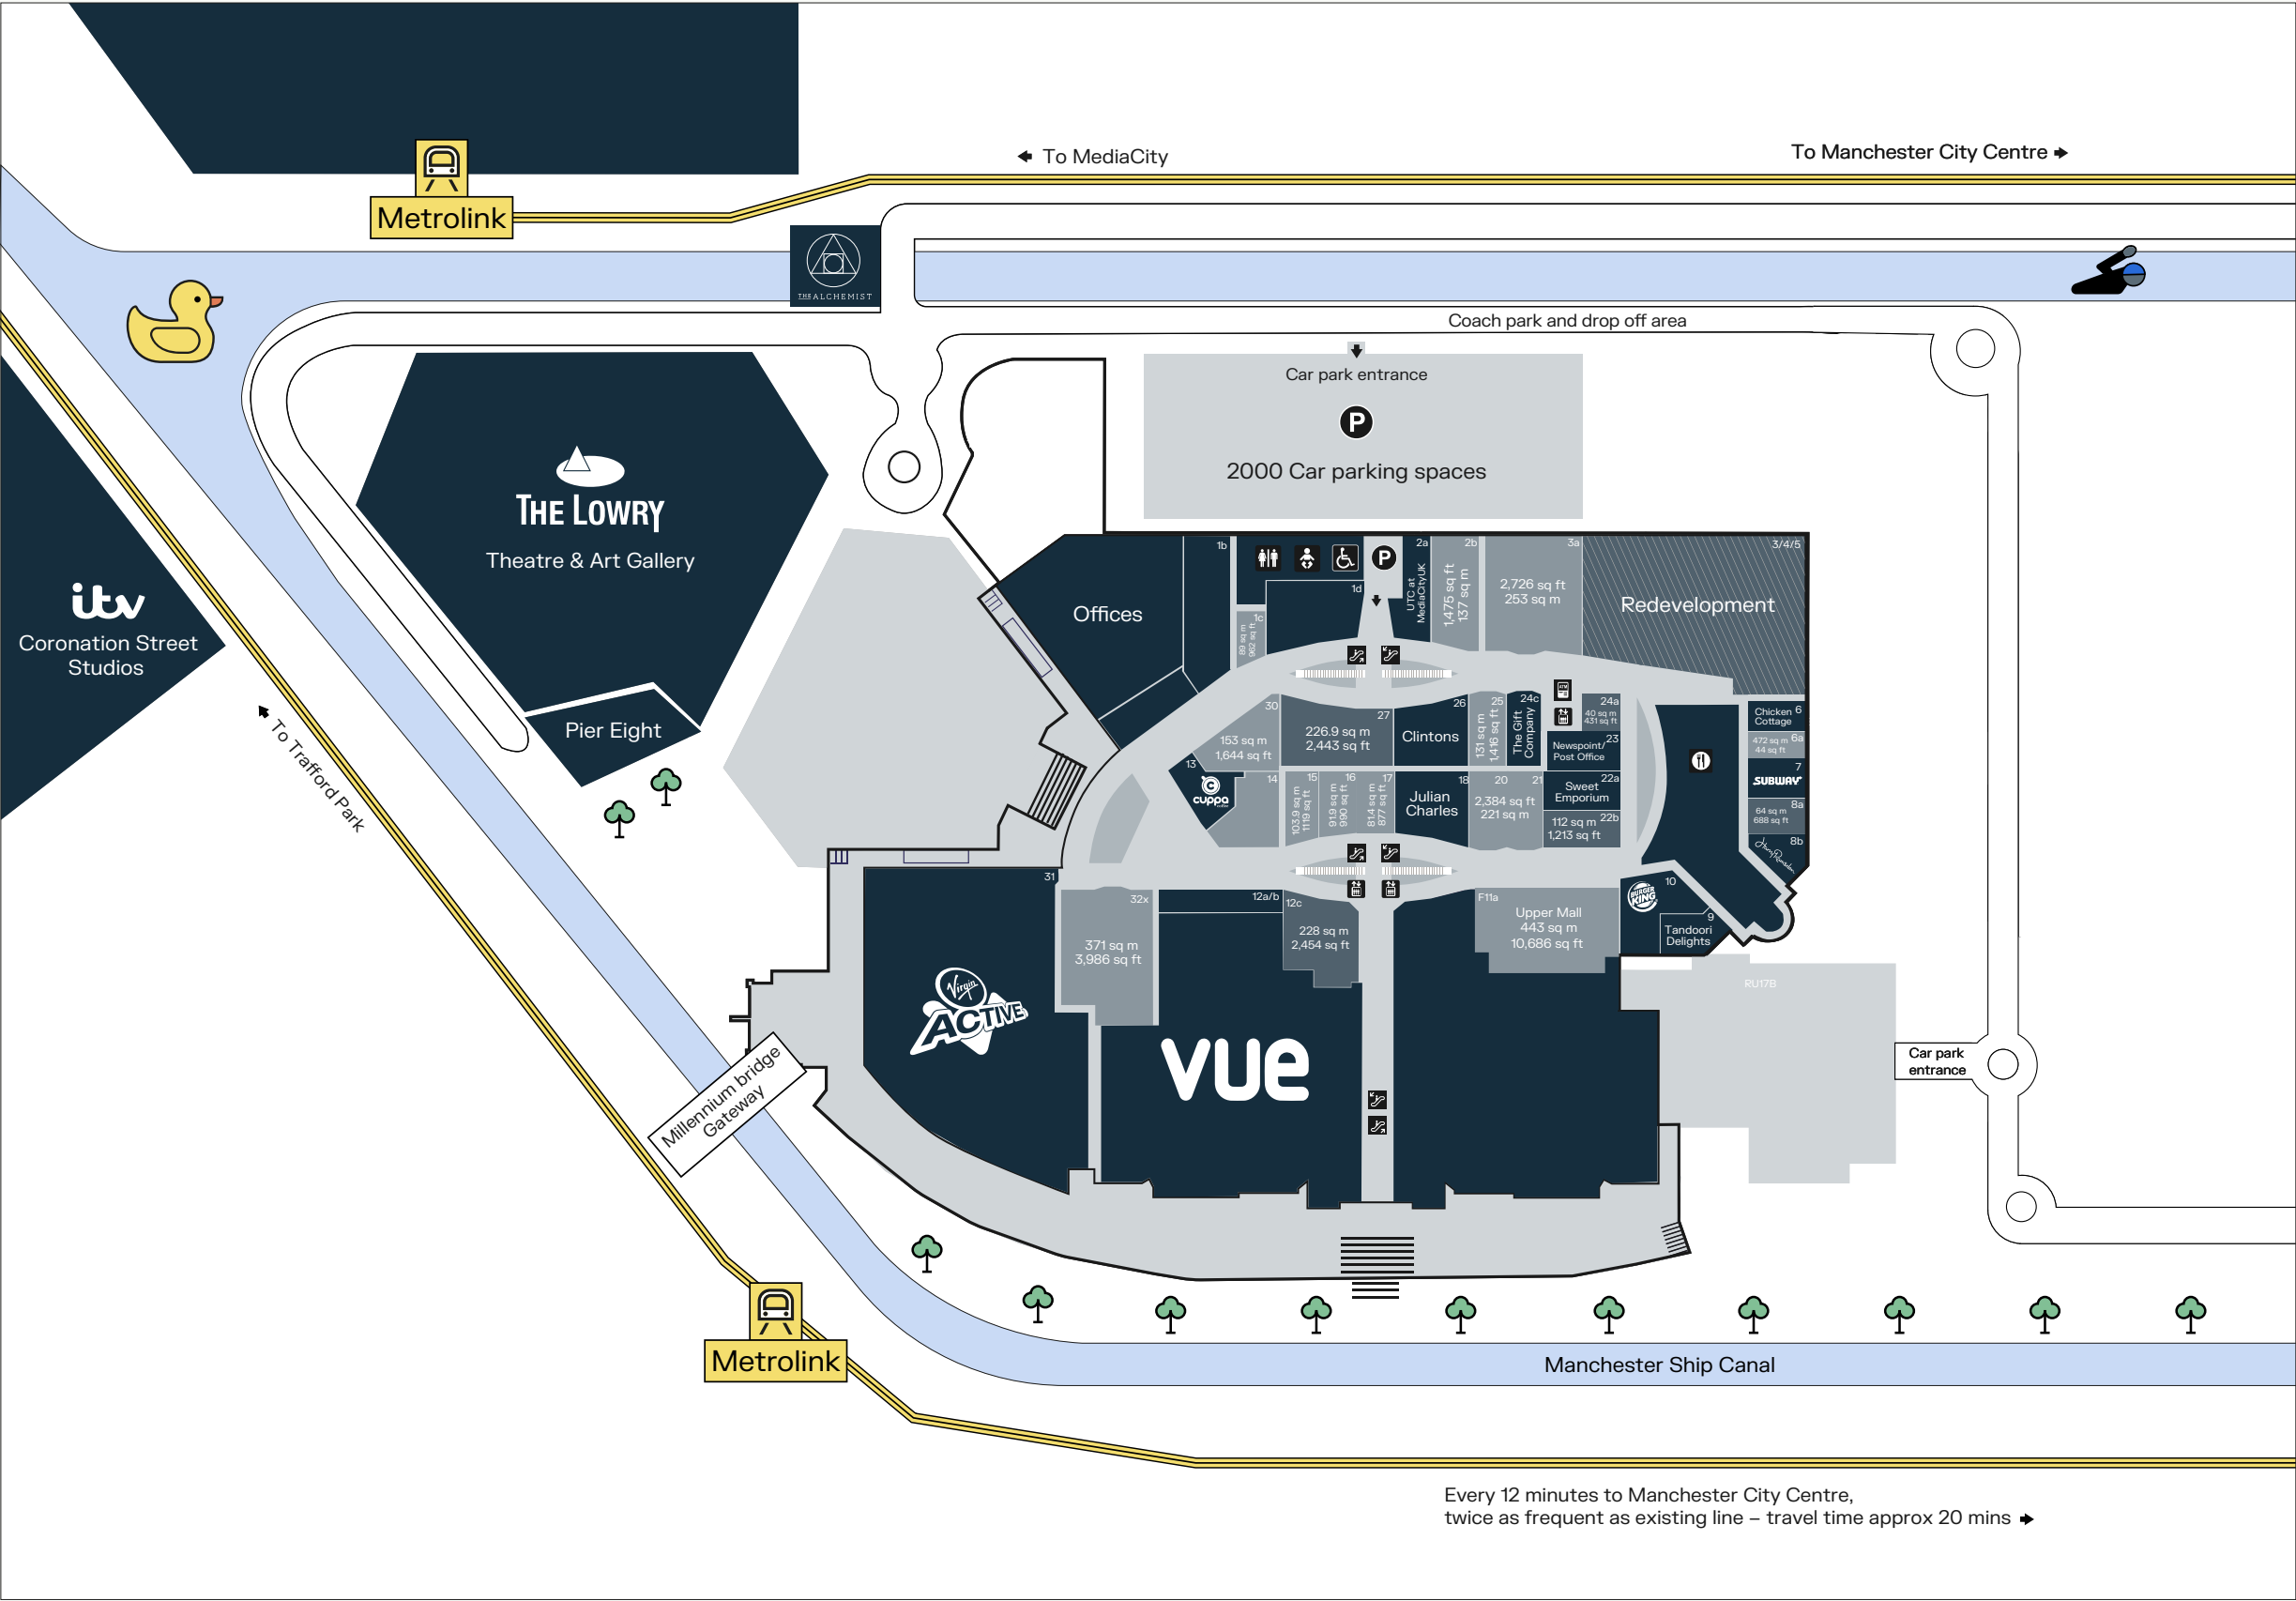 To MediaCity
To Manchester City Centre
Metrolink
THE ALCHEMIST
Coach park and drop off area
Car park entrance
P
2000 Car parking spaces
THE LOWRY
Theatre & Art Gallery
Pier Eight
itv
Coronation Street
Studios
To Trafford Park
Offices
1b
1c
89 sq m
962 sq ft
1d
P
2a
UTC at
MediaCityUK
2b
1,475 sq ft
137 sq m
3a
2,726 sq ft
253 sq m
3/4/5
Redevelopment
30
153 sq m
1,644 sq ft
27
226.9 sq m
2,443 sq ft
26
Clintons
25
131 sq m
1,416 sq ft
24c
The Gift
Company
ATM
24a
40 sq m
431 sq ft
23
Newspoint/
Post Office
Chicken 6
Cottage
6a
472 sq m
44 sq ft
7
SUBWAY
8a
64 sq m
688 sq ft
8b
13
cuppa
14
15
103.9 sq m
1119 sq ft
16
91.9 sq m
990 sq ft
17
81.4 sq m
877 sq ft
18
Julian
Charles
20
21
2,384 sq ft
221 sq m
22a
Sweet
Emporium
22b
112 sq m
1,213 sq ft
31
Virgin
ACTIVE
32x
371 sq m
3,986 sq ft
12a/b
12c
228 sq m
2,454 sq ft
vue
F11a
Upper Mall
443 sq m
10,686 sq ft
10
BURGER
KING
9
Tandoori
Delights
RU17B
Car park
entrance
Millennium bridge
Gateway
Metrolink
Manchester Ship Canal
Every 12 minutes to Manchester City Centre,
twice as frequent as existing line – travel time approx 20 mins